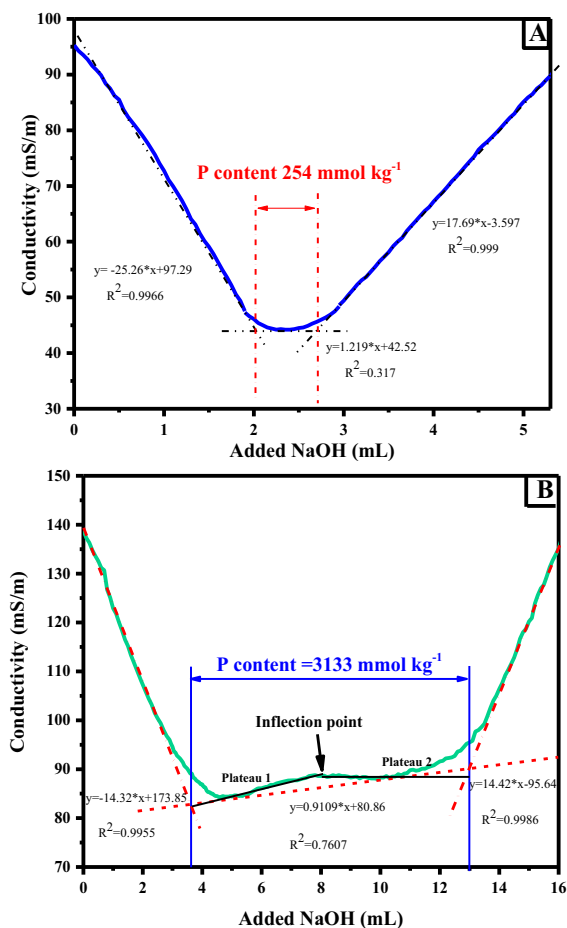 A
100
90
80
70
60
50
40
30
Conductivity (mS/m)
P content 254 mmol kg⁻¹
y= -25.26*x+97.29
R²=0.9966
y=17.69*x-3.597
R²=0.999
y=1.219*x+42.52
R²=0.317
0 1 2 3 4 5
Added NaOH (mL)
B
150
140
130
120
110
100
90
80
70
Conductivity (mS/m)
P content =3133 mmol kg⁻¹
Inflection point
Plateau 1
Plateau 2
y=-14.32*x+173.85
R²=0.9955
y=0.9109*x+80.86
R²=0.7607
y=14.42*x-95.64
R²=0.9986
0 2 4 6 8 10 12 14 16
Added NaOH (mL)